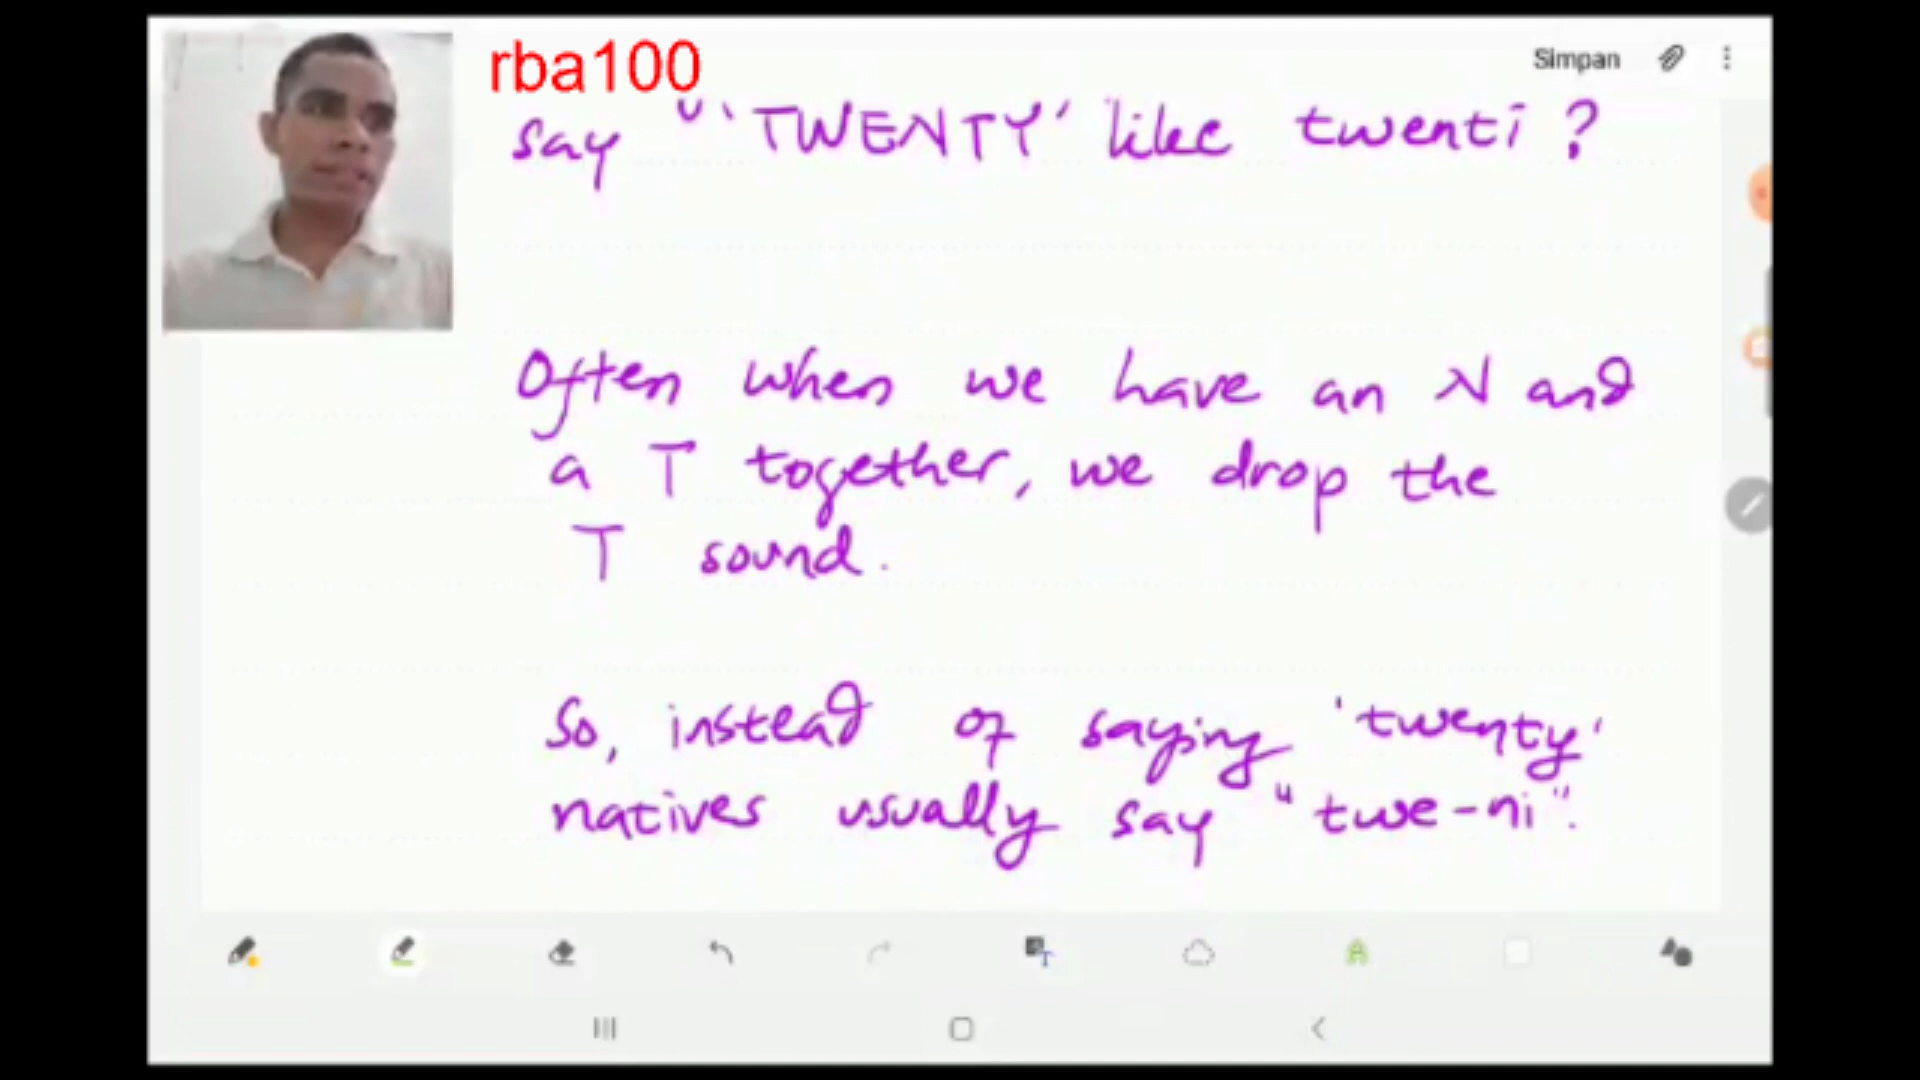 rba100
Simpan
say "'TWENTY' like twenti ?
Often when we have an N and
a T together, we drop the
T sound.
So, instead of saying 'twenty'
natives usually say "twe-ni".